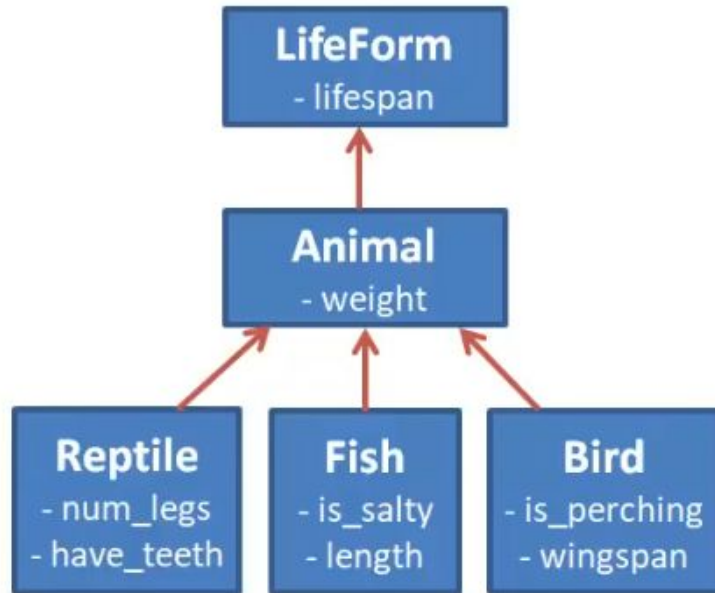 LifeForm
- lifespan
Animal
- weight
Reptile
- num_legs
- have_teeth
Fish
- is_salty
- length
Bird
- is_perching
- wingspan